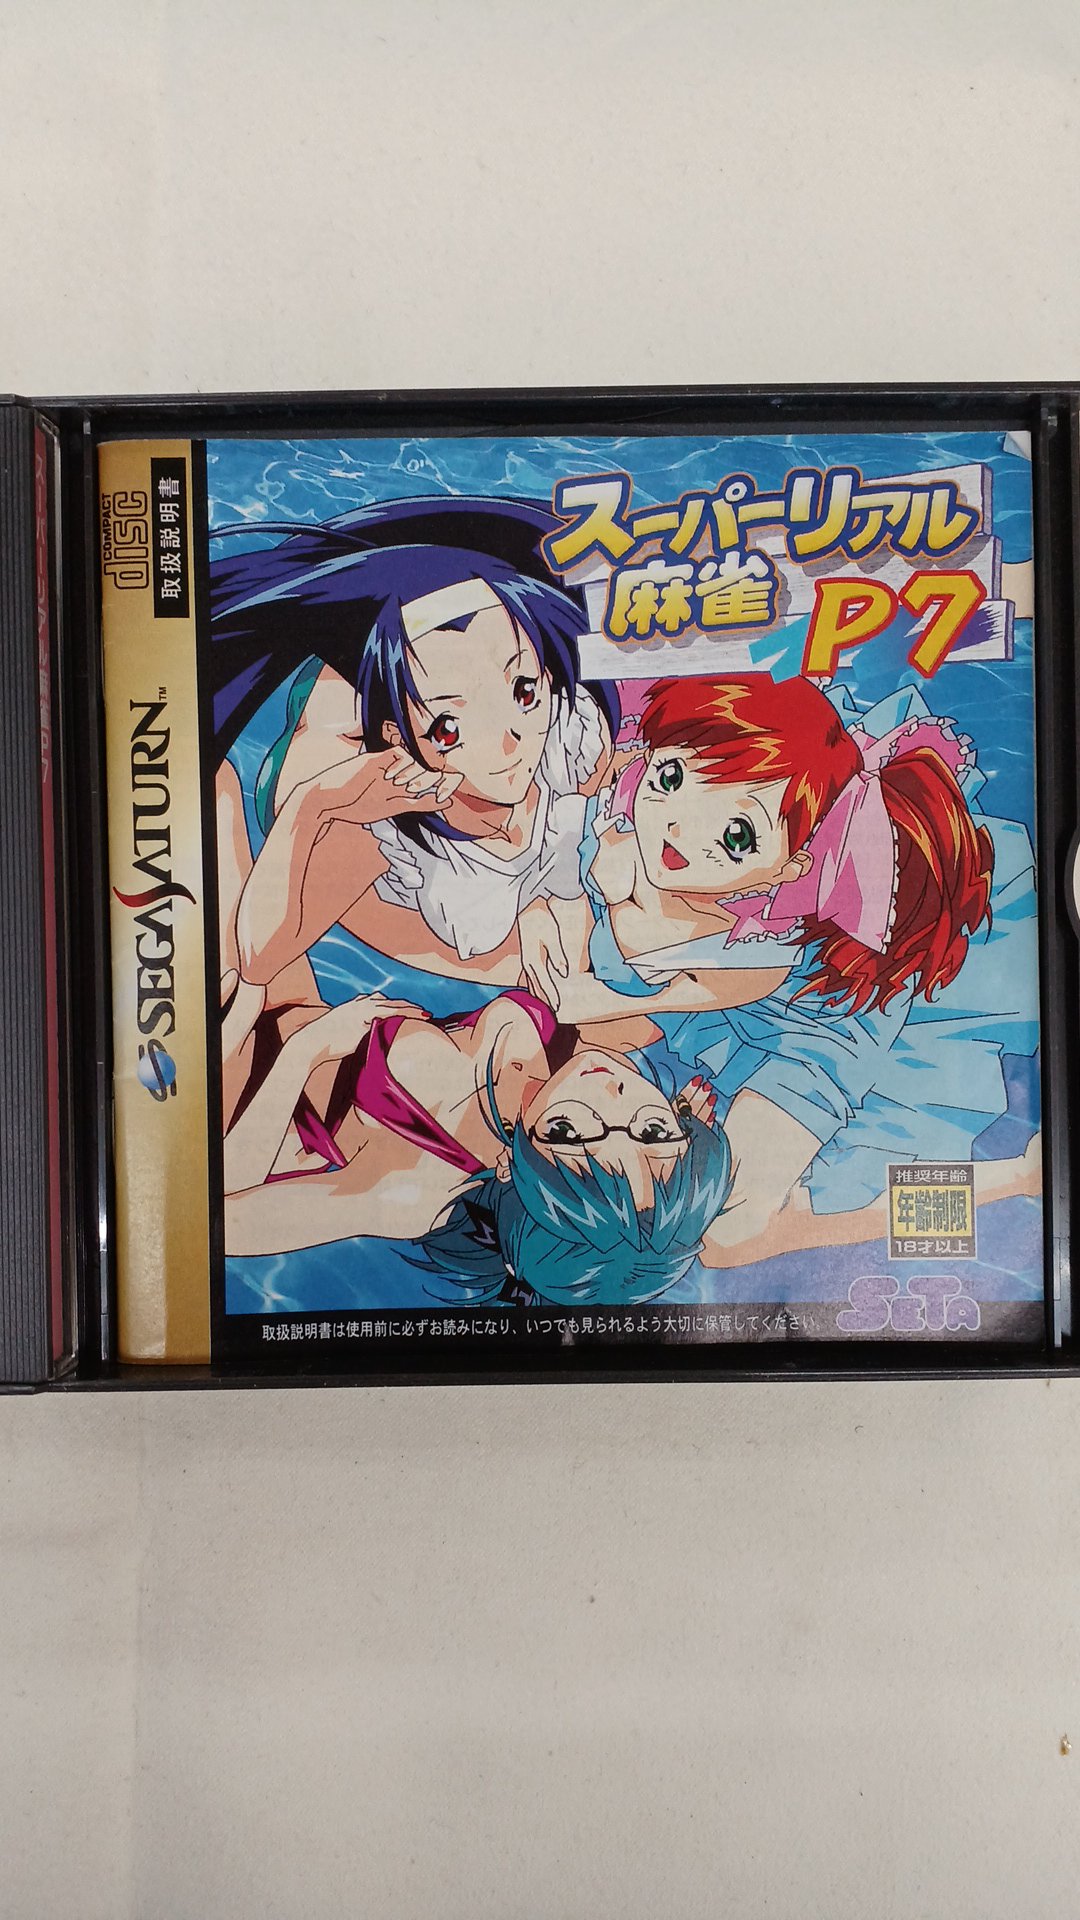 スーパーリアル
麻雀 P7
COMPACT
disc
取扱説明書
SEGA SATURN™
推奨年齢
年齢制限
18才以上
SETA
取扱説明書は使用前に必ずお読みになり、いつでも見られるよう大切に保管してください。